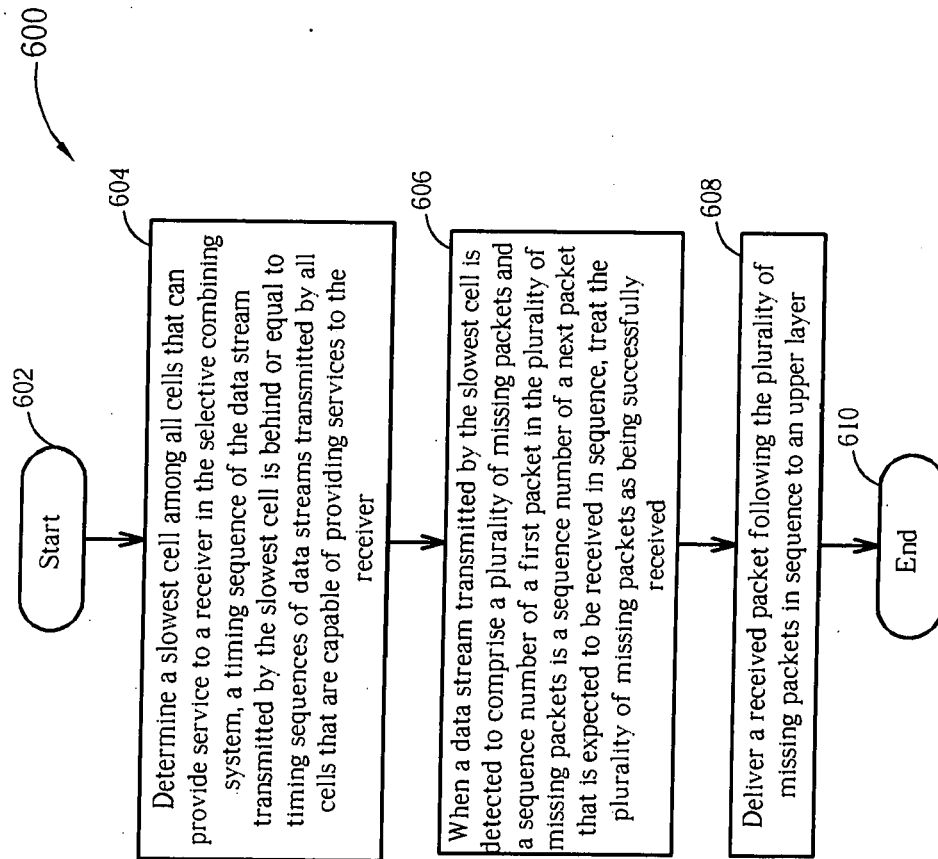 600
602
Start
604
Determine a slowest cell among all cells that can
provide service to a receiver in the selective combining
system, a timing sequence of the data stream
transmitted by the slowest cell is behind or equal to
timing sequences of data streams transmitted by all
cells that are capable of providing services to the
receiver
606
When a data stream transmitted by the slowest cell is
detected to comprise a plurality of missing packets and
a sequence number of a first packet in the plurality of
missing packets is a sequence number of a next packet
that is expected to be received in sequence, treat the
plurality of missing packets as being successfully
received
608
Deliver a received packet following the plurality of
missing packets in sequence to an upper layer
610
End